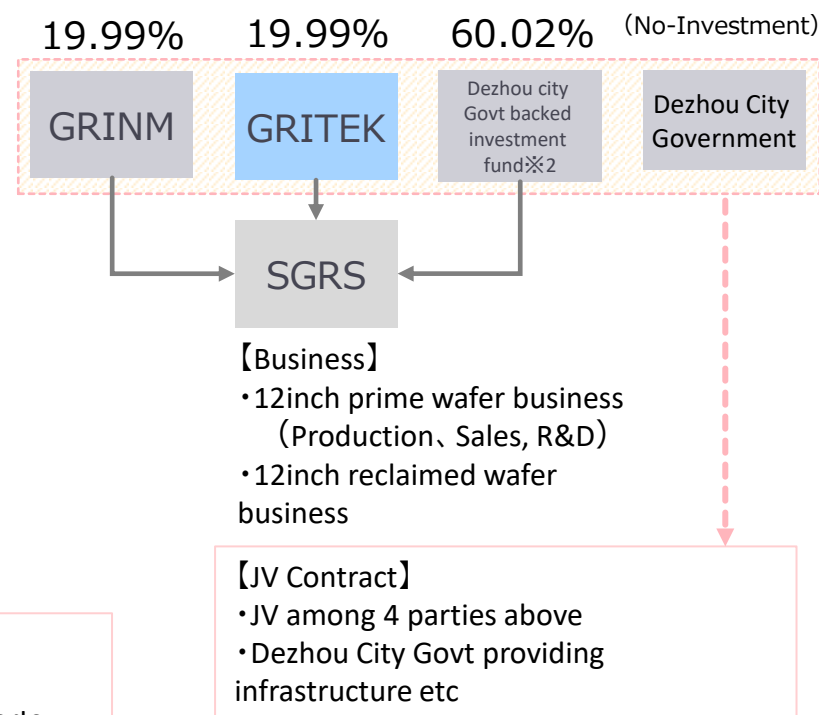 19.99% 19.99% 60.02% （No-Investment）
GRINM
GRITEK
Dezhou city
Govt backed
investment
fund※2
Dezhou City
Government
SGRS
【Business】
・12inch prime wafer business
（Production、Sales, R&D）
・12inch reclaimed wafer
business
【JV Contract】
・JV among 4 parties above
・Dezhou City Govt providing
infrastructure etc